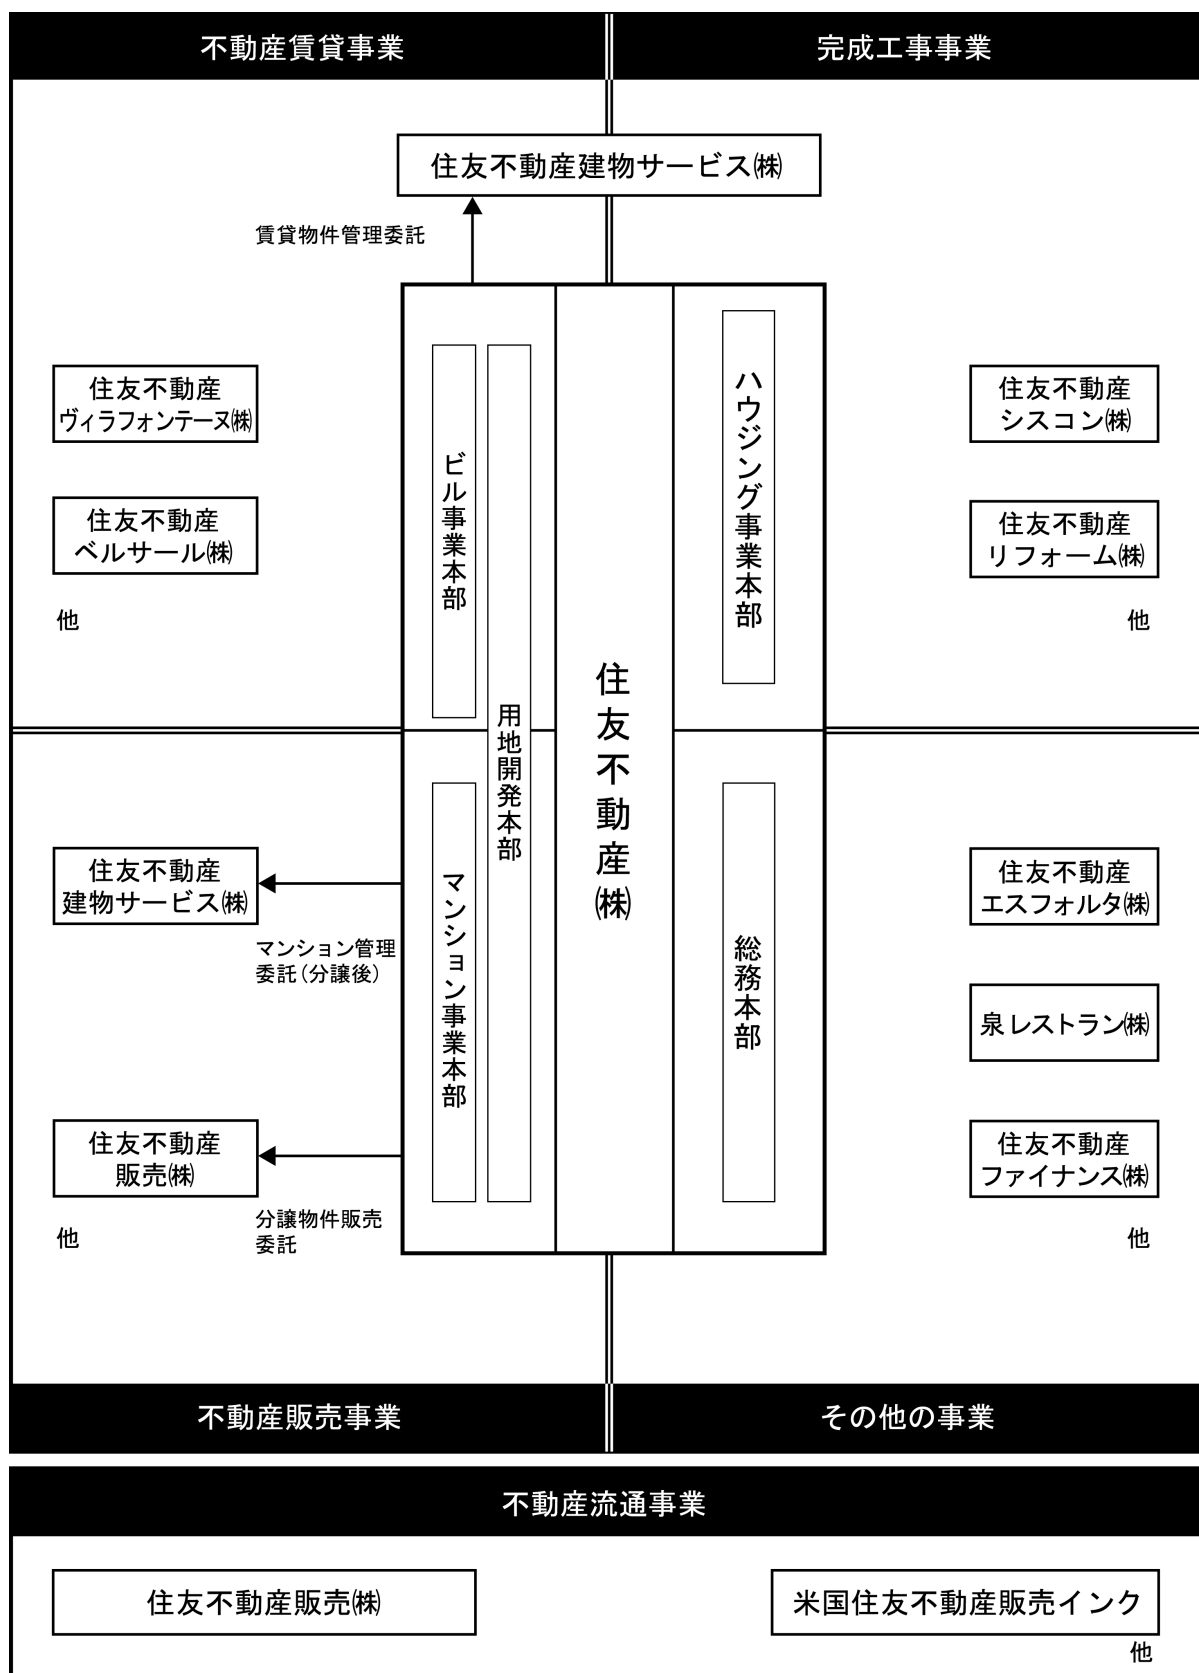 不動産賃貸事業
完成工事事業
住友不動産建物サービス㈱
賃貸物件管理委託
住友不動産
ヴィラフォンテーヌ㈱
住友不動産
ベルサール㈱
他
ビル事業本部
用地開発本部
マンション事業本部
住友不動産㈱
ハウジング事業本部
総務本部
住友不動産
シスコン㈱
住友不動産
リフォーム㈱
他
住友不動産
建物サービス㈱
マンション管理
委託(分譲後)
住友不動産
販売㈱
分譲物件販売
委託
他
住友不動産
エスフォルタ㈱
泉レストラン㈱
住友不動産
ファイナンス㈱
他
不動産販売事業
その他の事業
不動産流通事業
住友不動産販売㈱
米国住友不動産販売インク
他